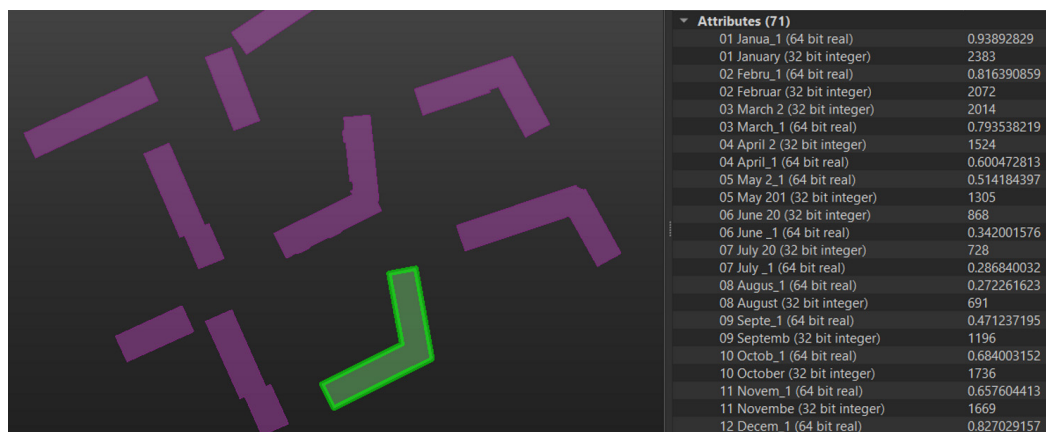 Attributes (71)
01 Janua_1 (64 bit real) 0.93892829
01 January (32 bit integer) 2383
02 Febru_1 (64 bit real) 0.816390859
02 Februar (32 bit integer) 2072
03 March 2 (32 bit integer) 2014
03 March_1 (64 bit real) 0.793538219
04 April 2 (32 bit integer) 1524
04 April_1 (64 bit real) 0.600472813
05 May 2_1 (64 bit real) 0.514184397
05 May 201 (32 bit integer) 1305
06 June 20 (32 bit integer) 868
06 June _1 (64 bit real) 0.342001576
07 July 20 (32 bit integer) 728
07 July _1 (64 bit real) 0.286840032
08 Augus_1 (64 bit real) 0.272261623
08 August (32 bit integer) 691
09 Septe_1 (64 bit real) 0.471237195
09 Septemb (32 bit integer) 1196
10 Octob_1 (64 bit real) 0.684003152
10 October (32 bit integer) 1736
11 Novem_1 (64 bit real) 0.657604413
11 Novembe (32 bit integer) 1669
12 Decem_1 (64 bit real) 0.827029157